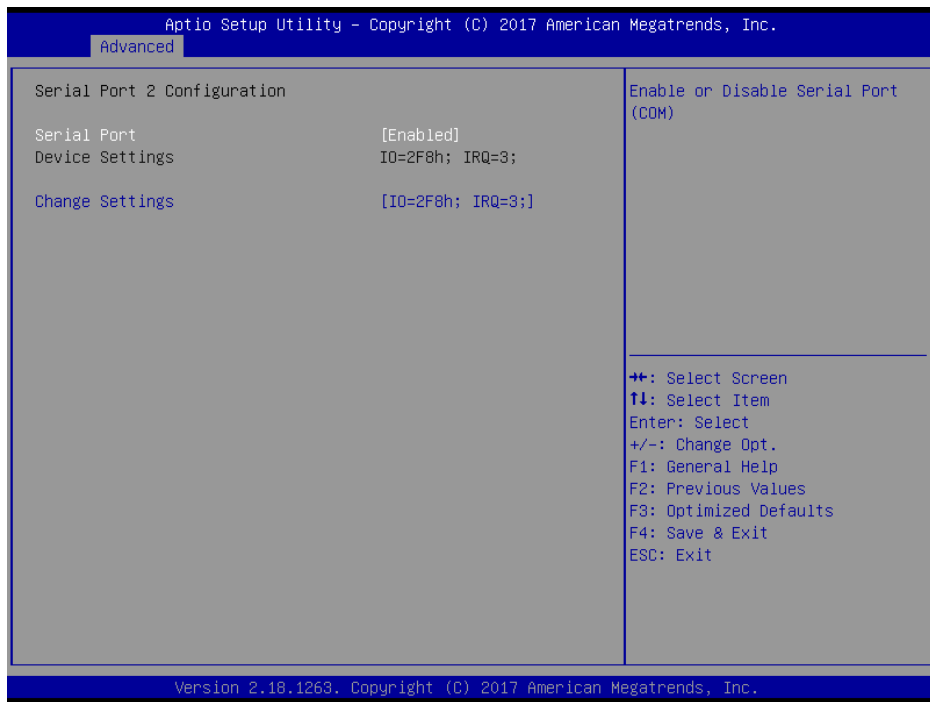 Aptio Setup Utility – Copyright (C) 2017 American Megatrends, Inc.
Advanced
Serial Port 2 Configuration
Serial Port [Enabled]
Device Settings IO=2F8h; IRQ=3;
Change Settings [IO=2F8h; IRQ=3;]
Enable or Disable Serial Port
(COM)
→←: Select Screen
↑↓: Select Item
Enter: Select
+/-: Change Opt.
F1: General Help
F2: Previous Values
F3: Optimized Defaults
F4: Save & Exit
ESC: Exit
Version 2.18.1263. Copyright (C) 2017 American Megatrends, Inc.